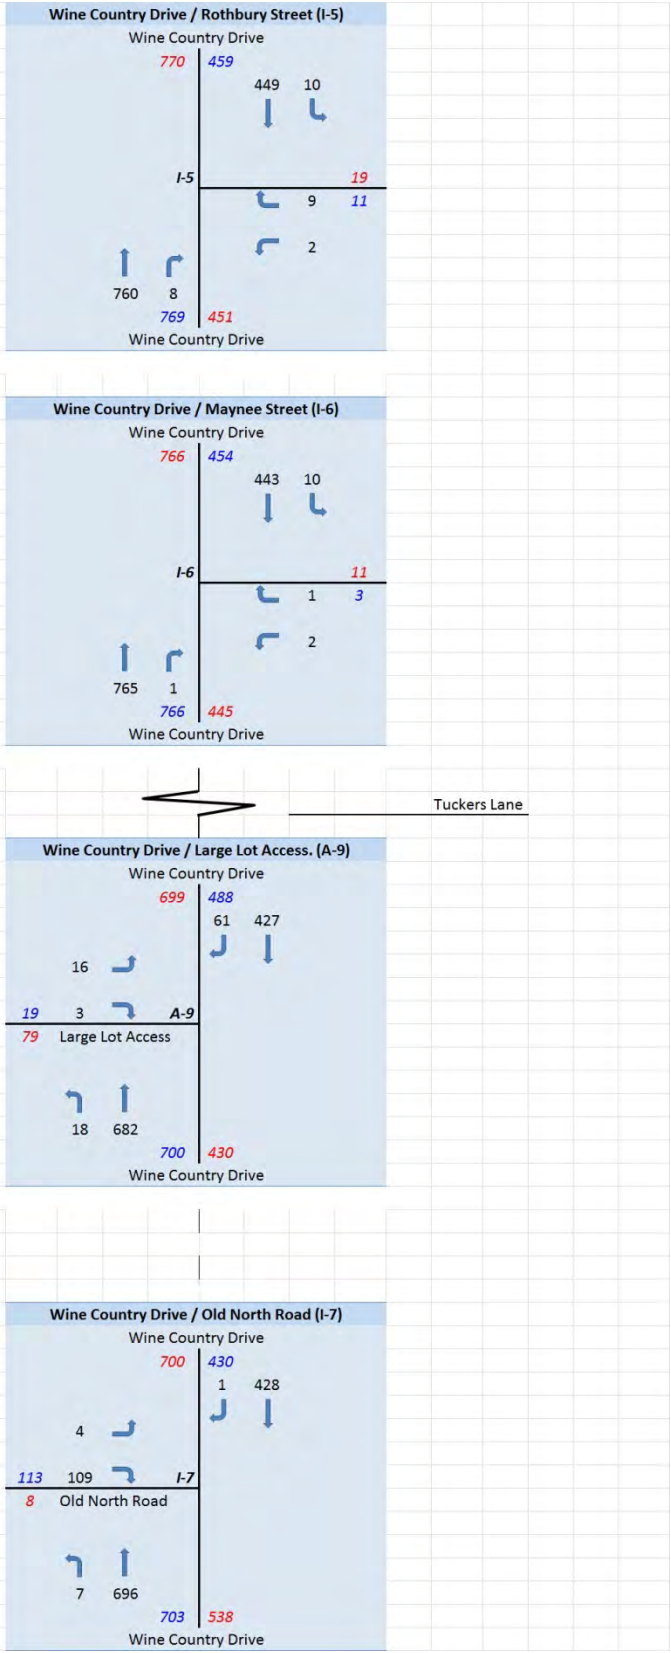 Wine Country Drive / Rothbury Street (I-5)
Wine Country Drive
770 459
449 10
I-5 19
9 11
2
760 8
769 451
Wine Country Drive
Wine Country Drive / Maynee Street (I-6)
Wine Country Drive
766 454
443 10
I-6 11
1 3
2
765 1
766 445
Wine Country Drive
Tuckers Lane
Wine Country Drive / Large Lot Access. (A-9)
Wine Country Drive
699 488
61 427
16
19 3 A-9
79 Large Lot Access
18 682
700 430
Wine Country Drive
Wine Country Drive / Old North Road (I-7)
Wine Country Drive
700 430
1 428
4
113 109 I-7
8 Old North Road
7 696
703 538
Wine Country Drive